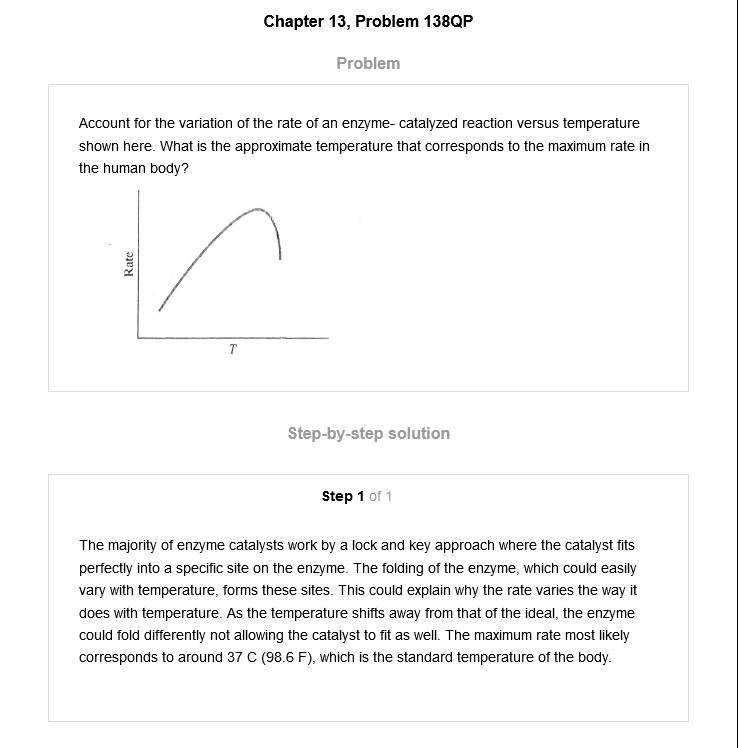 Chapter 13, Problem 138QP
Problem
Account for the variation of the rate of an enzyme- catalyzed reaction versus temperature
shown here. What is the approximate temperature that corresponds to the maximum rate in
the human body?
Rate
T
Step-by-step solution
Step 1 of 1
The majority of enzyme catalysts work by a lock and key approach where the catalyst fits
perfectly into a specific site on the enzyme. The folding of the enzyme, which could easily
vary with temperature, forms these sites. This could explain why the rate varies the way it
does with temperature. As the temperature shifts away from that of the ideal, the enzyme
could fold differently not allowing the catalyst to fit as well. The maximum rate most likely
corresponds to around 37 C (98.6 F), which is the standard temperature of the body.